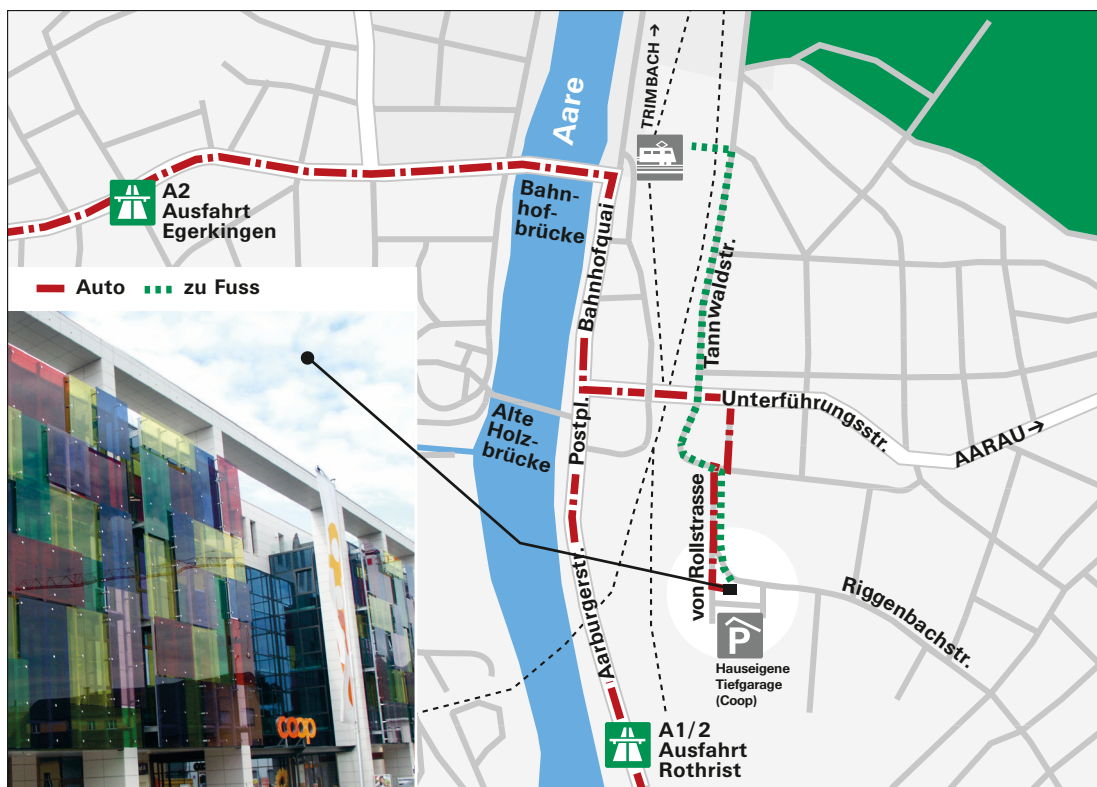 TRIMBACH →
Aare
A2
Ausfahrt
Egerkingen
Bahn-
hof-
brücke
Bahnhofquai
Tannwaldstr.
Auto
zu Fuss
Unterführungsstr.
AARAU →
Alte
Holz-
brücke
Postpl.
von Rollstrasse
Aarburgerstr.
Riggenbachstr.
P
Hauseigene
Tiefgarage
(Coop)
coop
A1/2
Ausfahrt
Rothrist